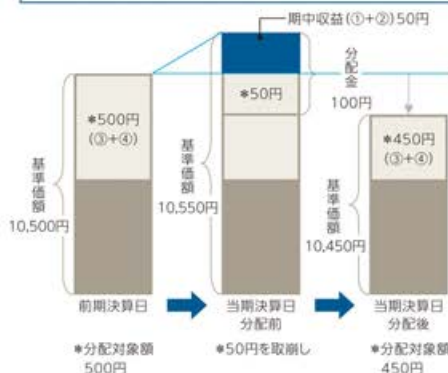 期中収益(①+②)50円
*500円
(③+④)
*50円
分配金
100円
*450円
(③+④)
基準価額
10,500円
基準価額
10,550円
基準価額
10,450円
前期決算日
当期決算日
分配前
当期決算日
分配後
*分配対象額
500円
*50円を取崩し
*分配対象額
450円